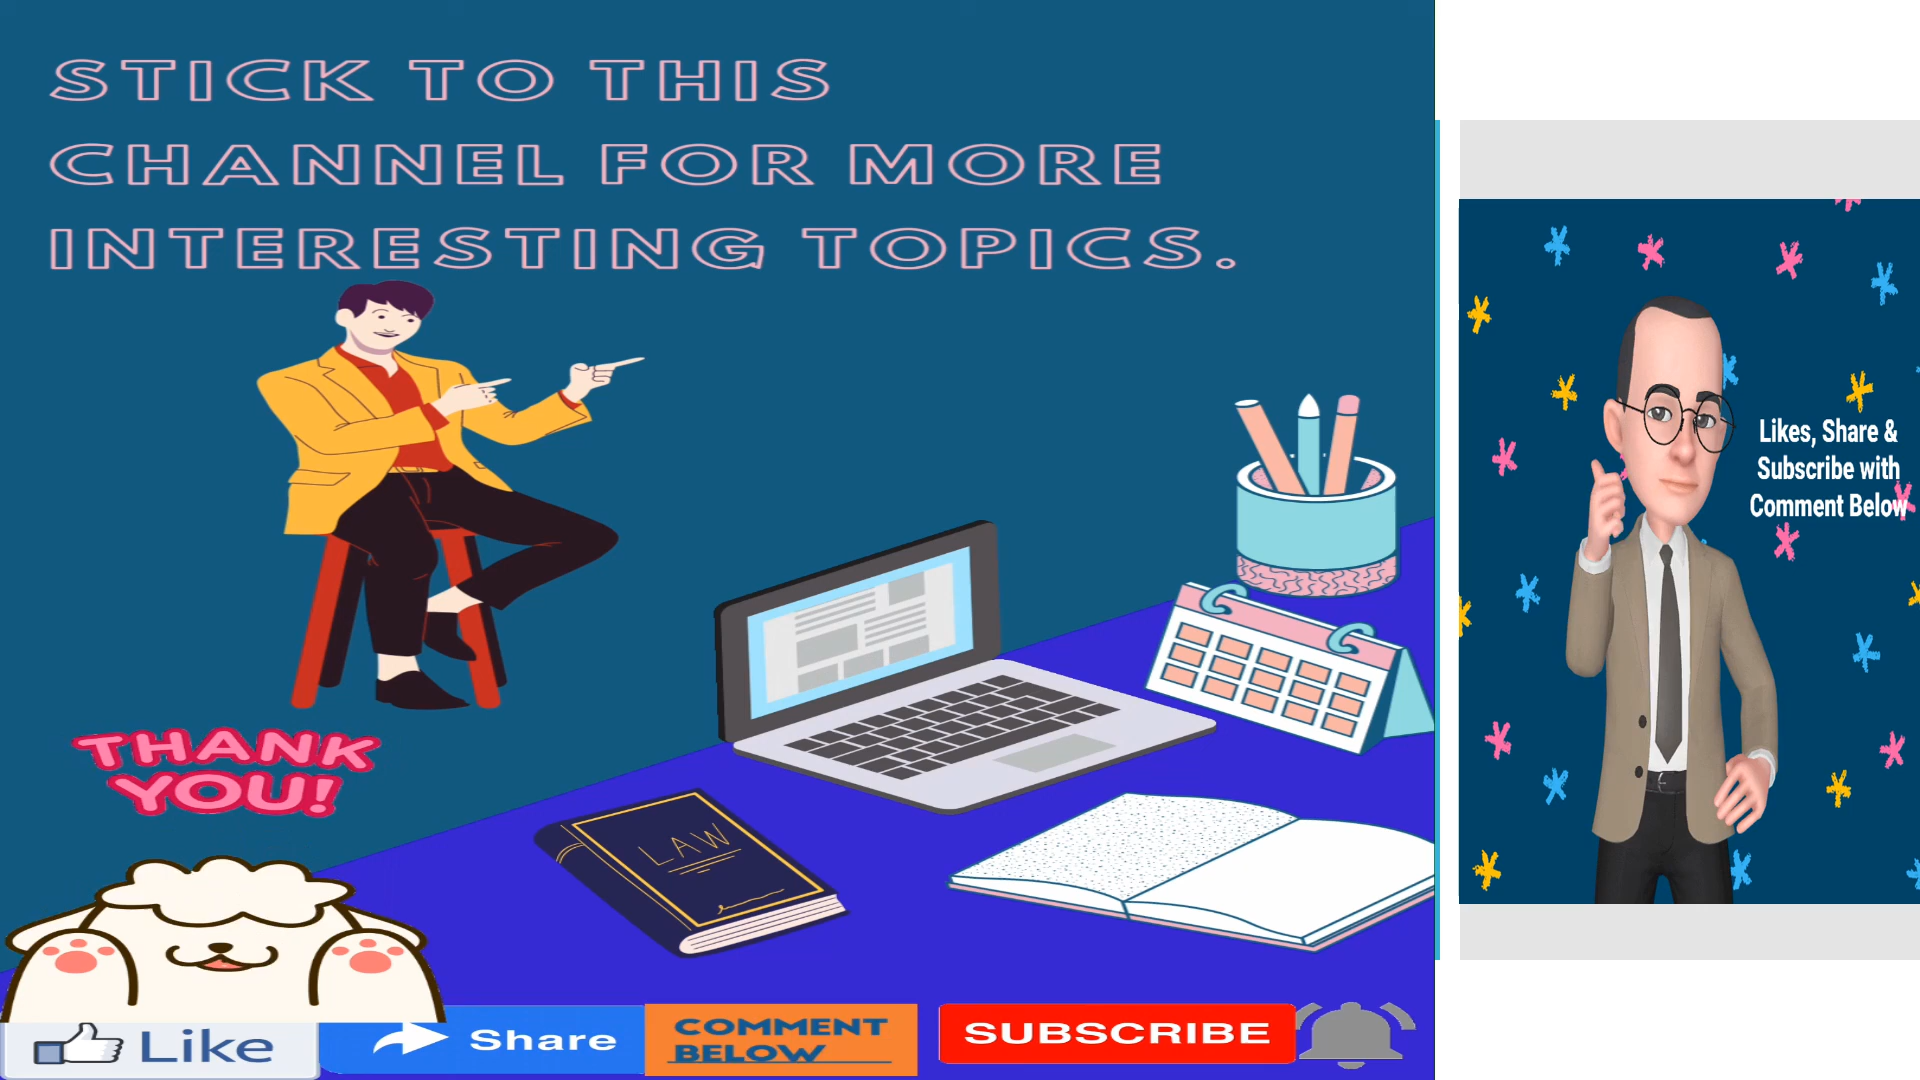 STICK TO THIS
CHANNEL FOR MORE
INTERESTING TOPICS.
Likes, Share &
Subscribe with
Comment Below
THANK
YOU!
LAW
Like
Share
COMMENT
BELOW
SUBSCRIBE